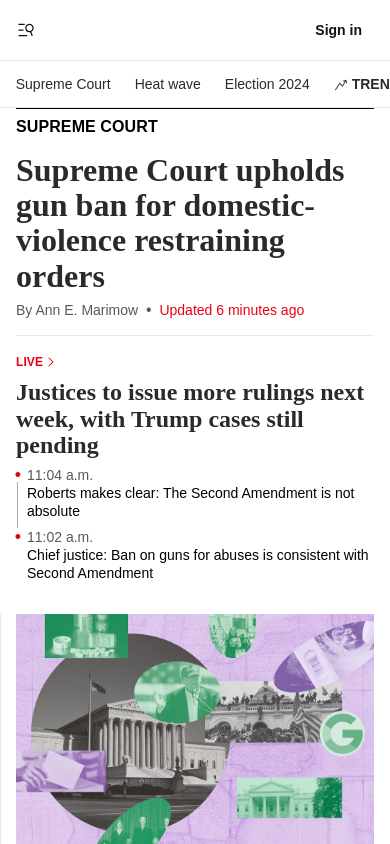 Sign in
Supreme Court Heat wave Election 2024 TREN
SUPREME COURT
Supreme Court upholds
gun ban for domestic-
violence restraining
orders
By Ann E. Marimow • Updated 6 minutes ago
LIVE
Justices to issue more rulings next
week, with Trump cases still
pending
11:04 a.m.
Roberts makes clear: The Second Amendment is not
absolute
11:02 a.m.
Chief justice: Ban on guns for abuses is consistent with
Second Amendment
G